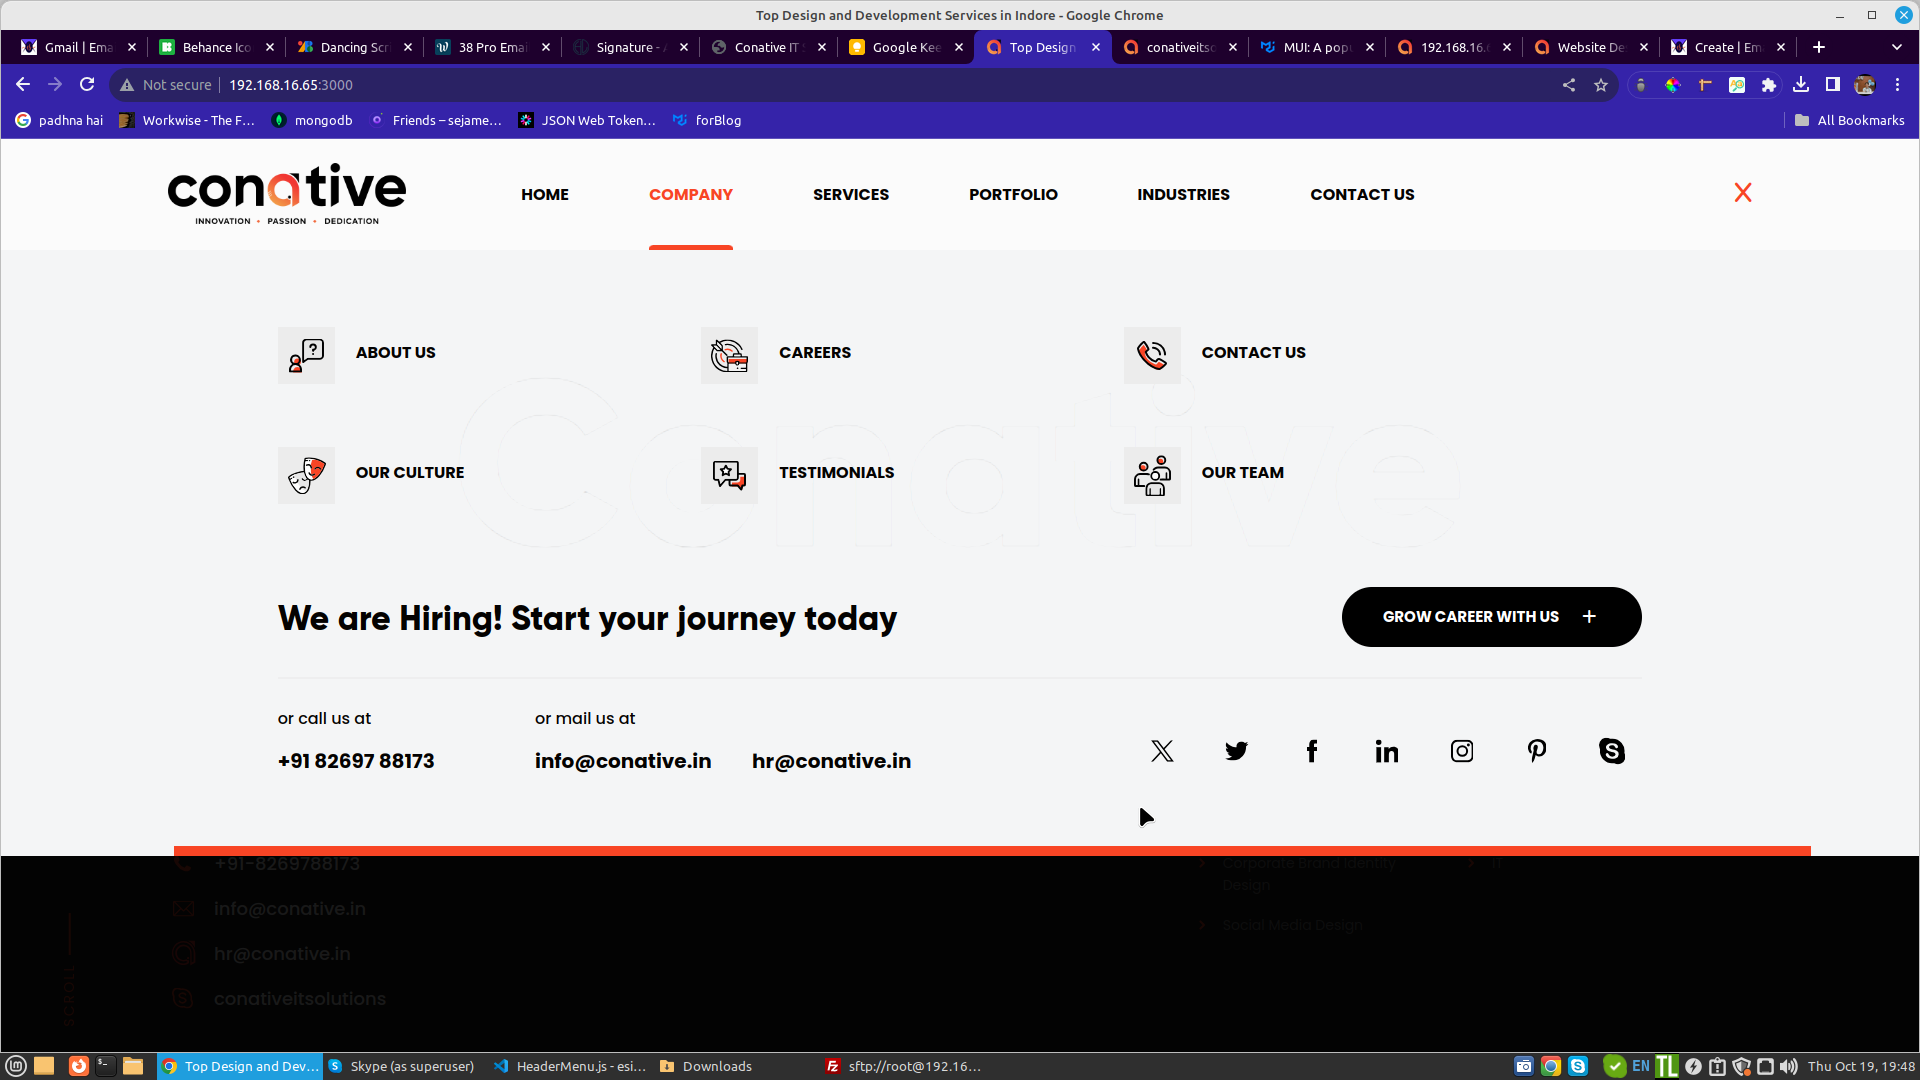 Top Design and Development Services in Indore - Google Chrome
Gmail | Ema
Behance Ico
Dancing Scr
38 Pro Emai
Signature - A
Conative IT S
Google Kee
Top Design
conativeitso
MUI: A popu
192.168.16.6
Website De
Create | Em
Not secure
192.168.16.65:3000
padhna hai
Workwise - The F...
mongodb
Friends – sejame...
JSON Web Token...
forBlog
All Bookmarks
conative
INNOVATION • PASSION • DEDICATION
HOME
COMPANY
SERVICES
PORTFOLIO
INDUSTRIES
CONTACT US
X
ABOUT US
CAREERS
CONTACT US
OUR CULTURE
TESTIMONIALS
OUR TEAM
Conative
We are Hiring! Start your journey today
GROW CAREER WITH US +
or call us at
or mail us at
+91 82697 88173
info@conative.in
hr@conative.in
+91-8269788173
Corporate Brand Identity
Design
IT
info@conative.in
Social Media Design
hr@conative.in
conativeitsolutions
SCROLL
Top Design and Dev...
Skype (as superuser)
HeaderMenu.js - esi...
Downloads
sftp://root@192.16...
EN
TL
Thu Oct 19, 19:48